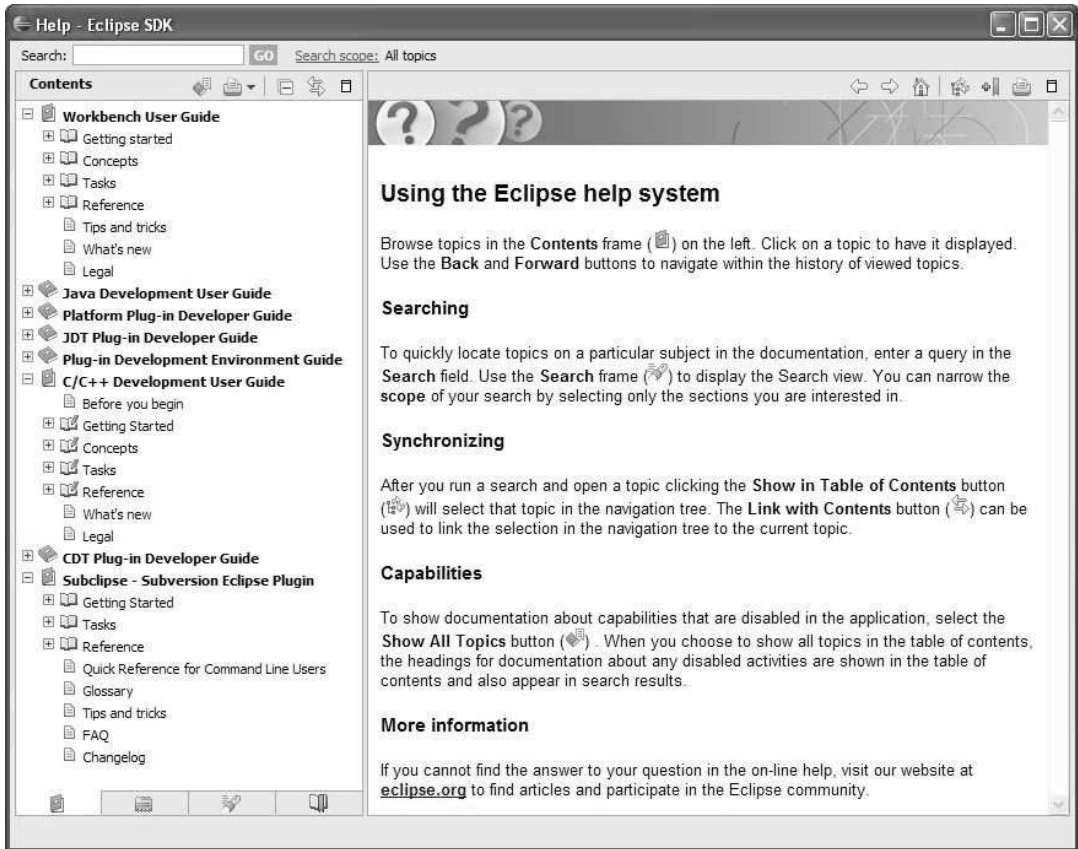 Help - Eclipse SDK
Search: GO Search scope: All topics
Contents
Workbench User Guide
Getting started
Concepts
Tasks
Reference
Tips and tricks
What's new
Legal
Java Development User Guide
Platform Plug-in Developer Guide
JDT Plug-in Developer Guide
Plug-in Development Environment Guide
C/C++ Development User Guide
Before you begin
Getting Started
Concepts
Tasks
Reference
What's new
Legal
CDT Plug-in Developer Guide
Subclipse - Subversion Eclipse Plugin
Getting Started
Tasks
Reference
Quick Reference for Command Line Users
Glossary
Tips and tricks
FAQ
Changelog
???
Using the Eclipse help system
Browse topics in the Contents frame ( ) on the left. Click on a topic to have it displayed.
Use the Back and Forward buttons to navigate within the history of viewed topics.
Searching
To quickly locate topics on a particular subject in the documentation, enter a query in the
Search field. Use the Search frame ( ) to display the Search view. You can narrow the
scope of your search by selecting only the sections you are interested in.
Synchronizing
After you run a search and open a topic clicking the Show in Table of Contents button
( ) will select that topic in the navigation tree. The Link with Contents button ( ) can be
used to link the selection in the navigation tree to the current topic.
Capabilities
To show documentation about capabilities that are disabled in the application, select the
Show All Topics button ( ) . When you choose to show all topics in the table of contents,
the headings for documentation about any disabled activities are shown in the table of
contents and also appear in search results.
More information
If you cannot find the answer to your question in the on-line help, visit our website at
eclipse.org to find articles and participate in the Eclipse community.